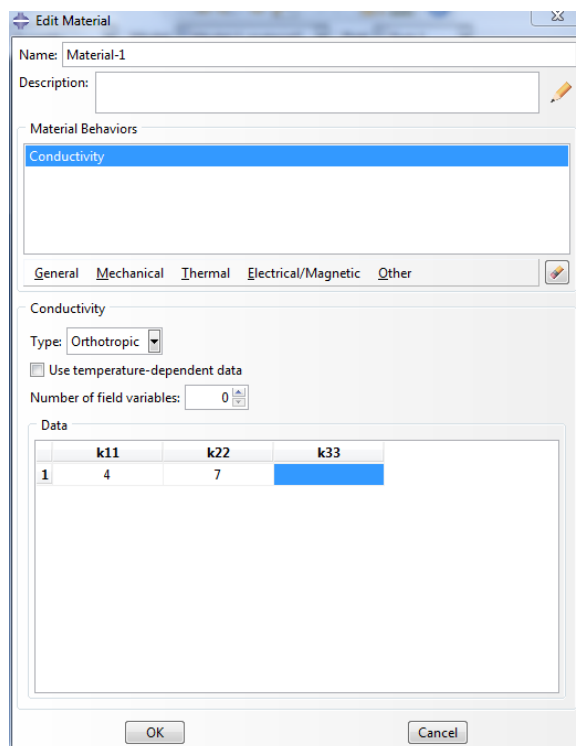 Edit Material
Name: Material-1
Description:
Material Behaviors
Conductivity
General Mechanical Thermal Electrical/Magnetic Other
Conductivity
Type: Orthotropic
Use temperature-dependent data
Number of field variables: 0
Data
k11 k22 k33
1 4 7
OK Cancel